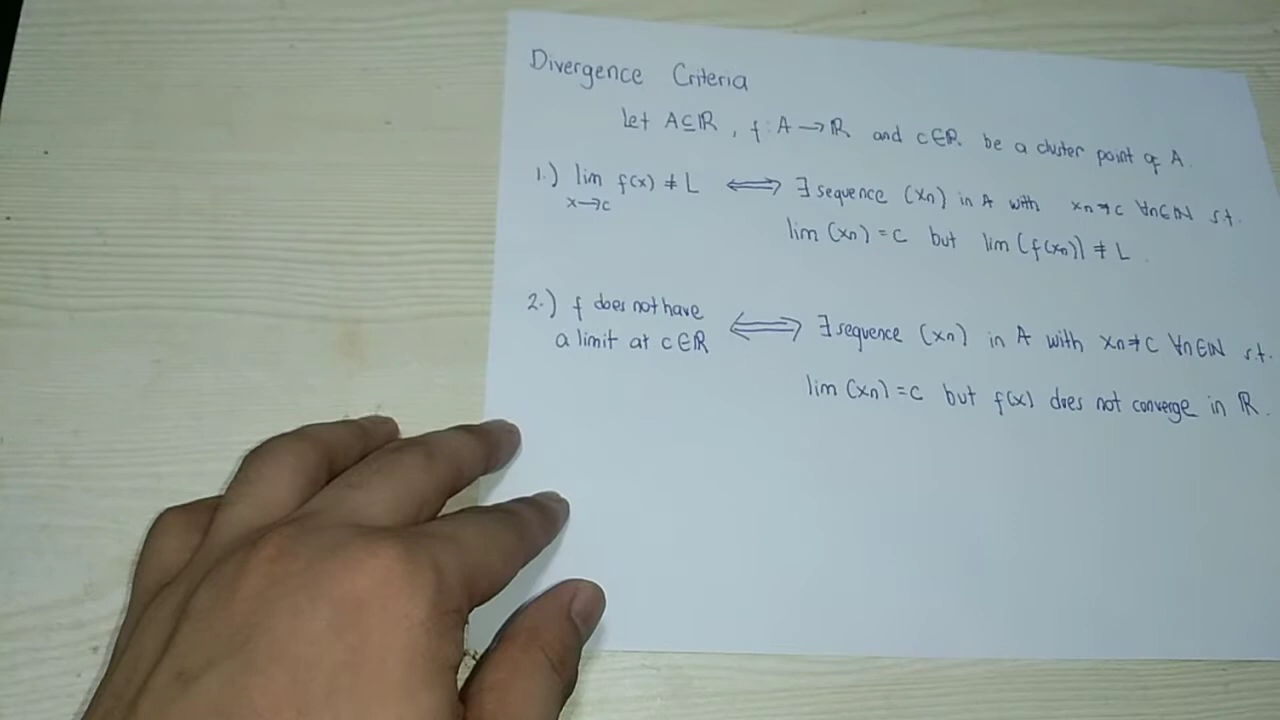 Divergence Criteria
Let A⊆ℝ, f: A→ℝ and c∈ℝ be a cluster point of A.
1.) lim f(x) ≠ L ⟺ ∃ sequence (xn) in A with xn≠c ∀n∈ℕ s.t.
x→c
lim (xn) = c but lim (f(xn)) ≠ L.
2.) f does not have
a limit at c∈ℝ ⟺ ∃ sequence (xn) in A with xn≠c ∀n∈ℕ s.t.
lim (xn) = c but f(x) does not converge in ℝ.